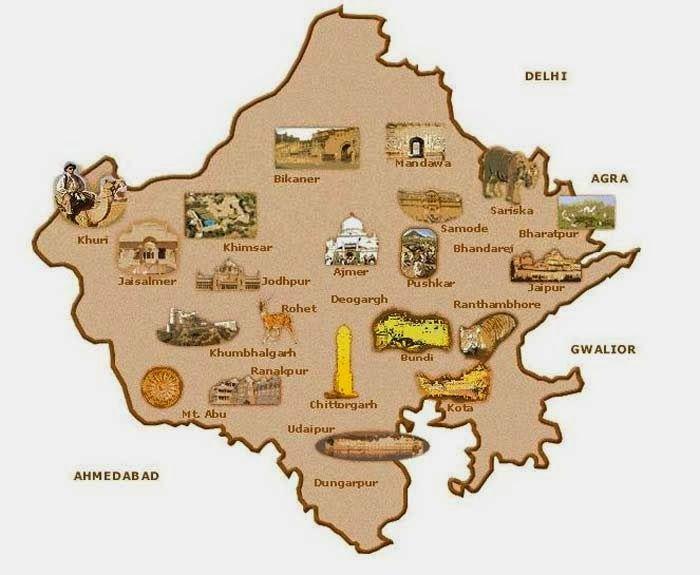 DELHI
Mandawa
Bikaner
AGRA
Sariska
Samode
Bharatpur
Khuri
Khimsar
Bhandarej
Ajmer
Jaisalmer
Jodhpur
Pushkar
Jaipur
Deogargh
Rohet
Ranthambhore
GWALIOR
Khumbhalgarh
Bundi
Ranakpur
Chittorgarh
Kota
Mt. Abu
Udaipur
AHMEDABAD
Dungarpur